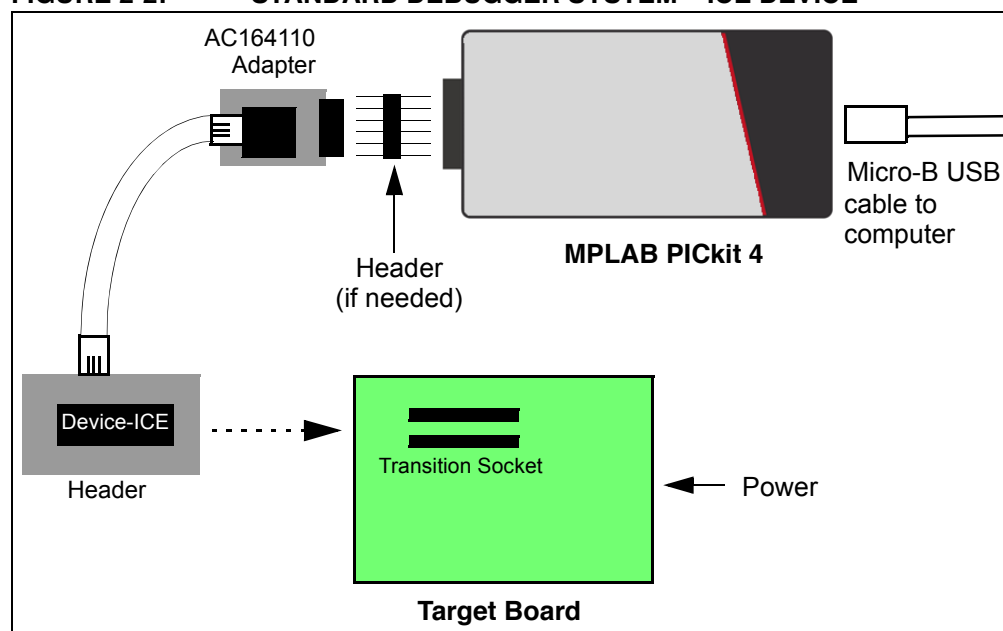 FIGURE 2-2: STANDARD DEBUGGER SYSTEM – ICE DEVICE
AC164110
Adapter
Micro-B USB
cable to
computer
MPLAB PICkit 4
Header
(if needed)
Device-ICE
Header
Transition Socket
Power
Target Board